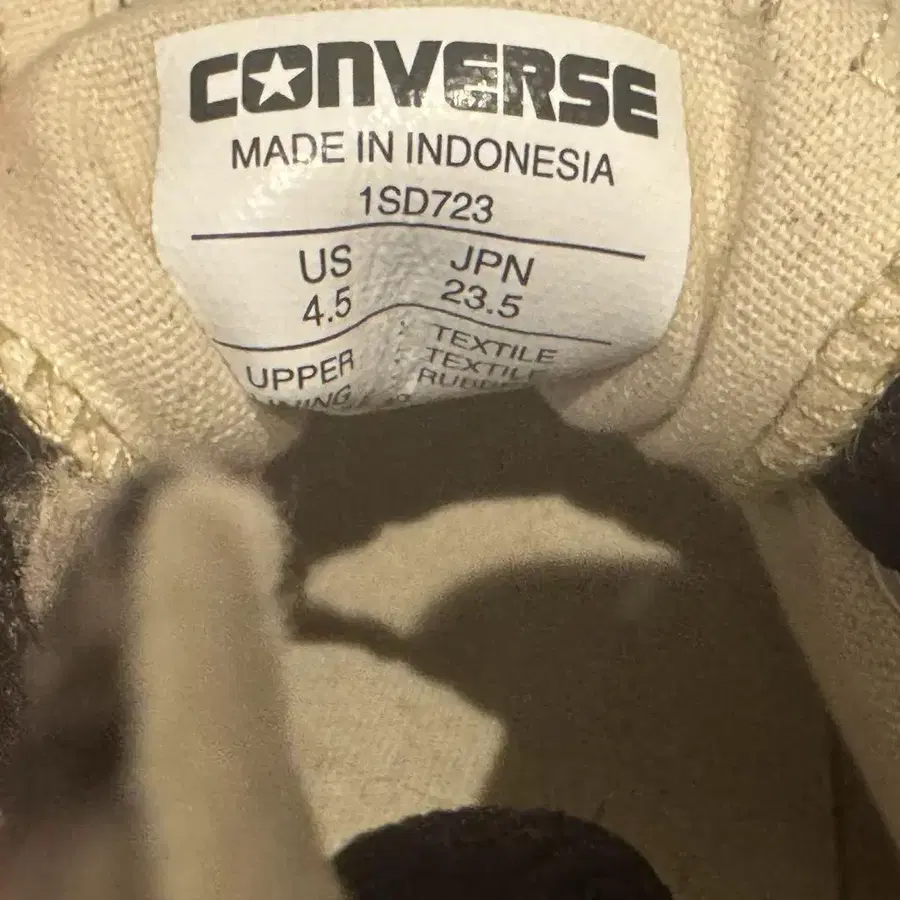 CONVERSE
MADE IN INDONESIA
1SD723
US JPN
4.5 23.5
UPPER : TEXTILE
: TEXTILE